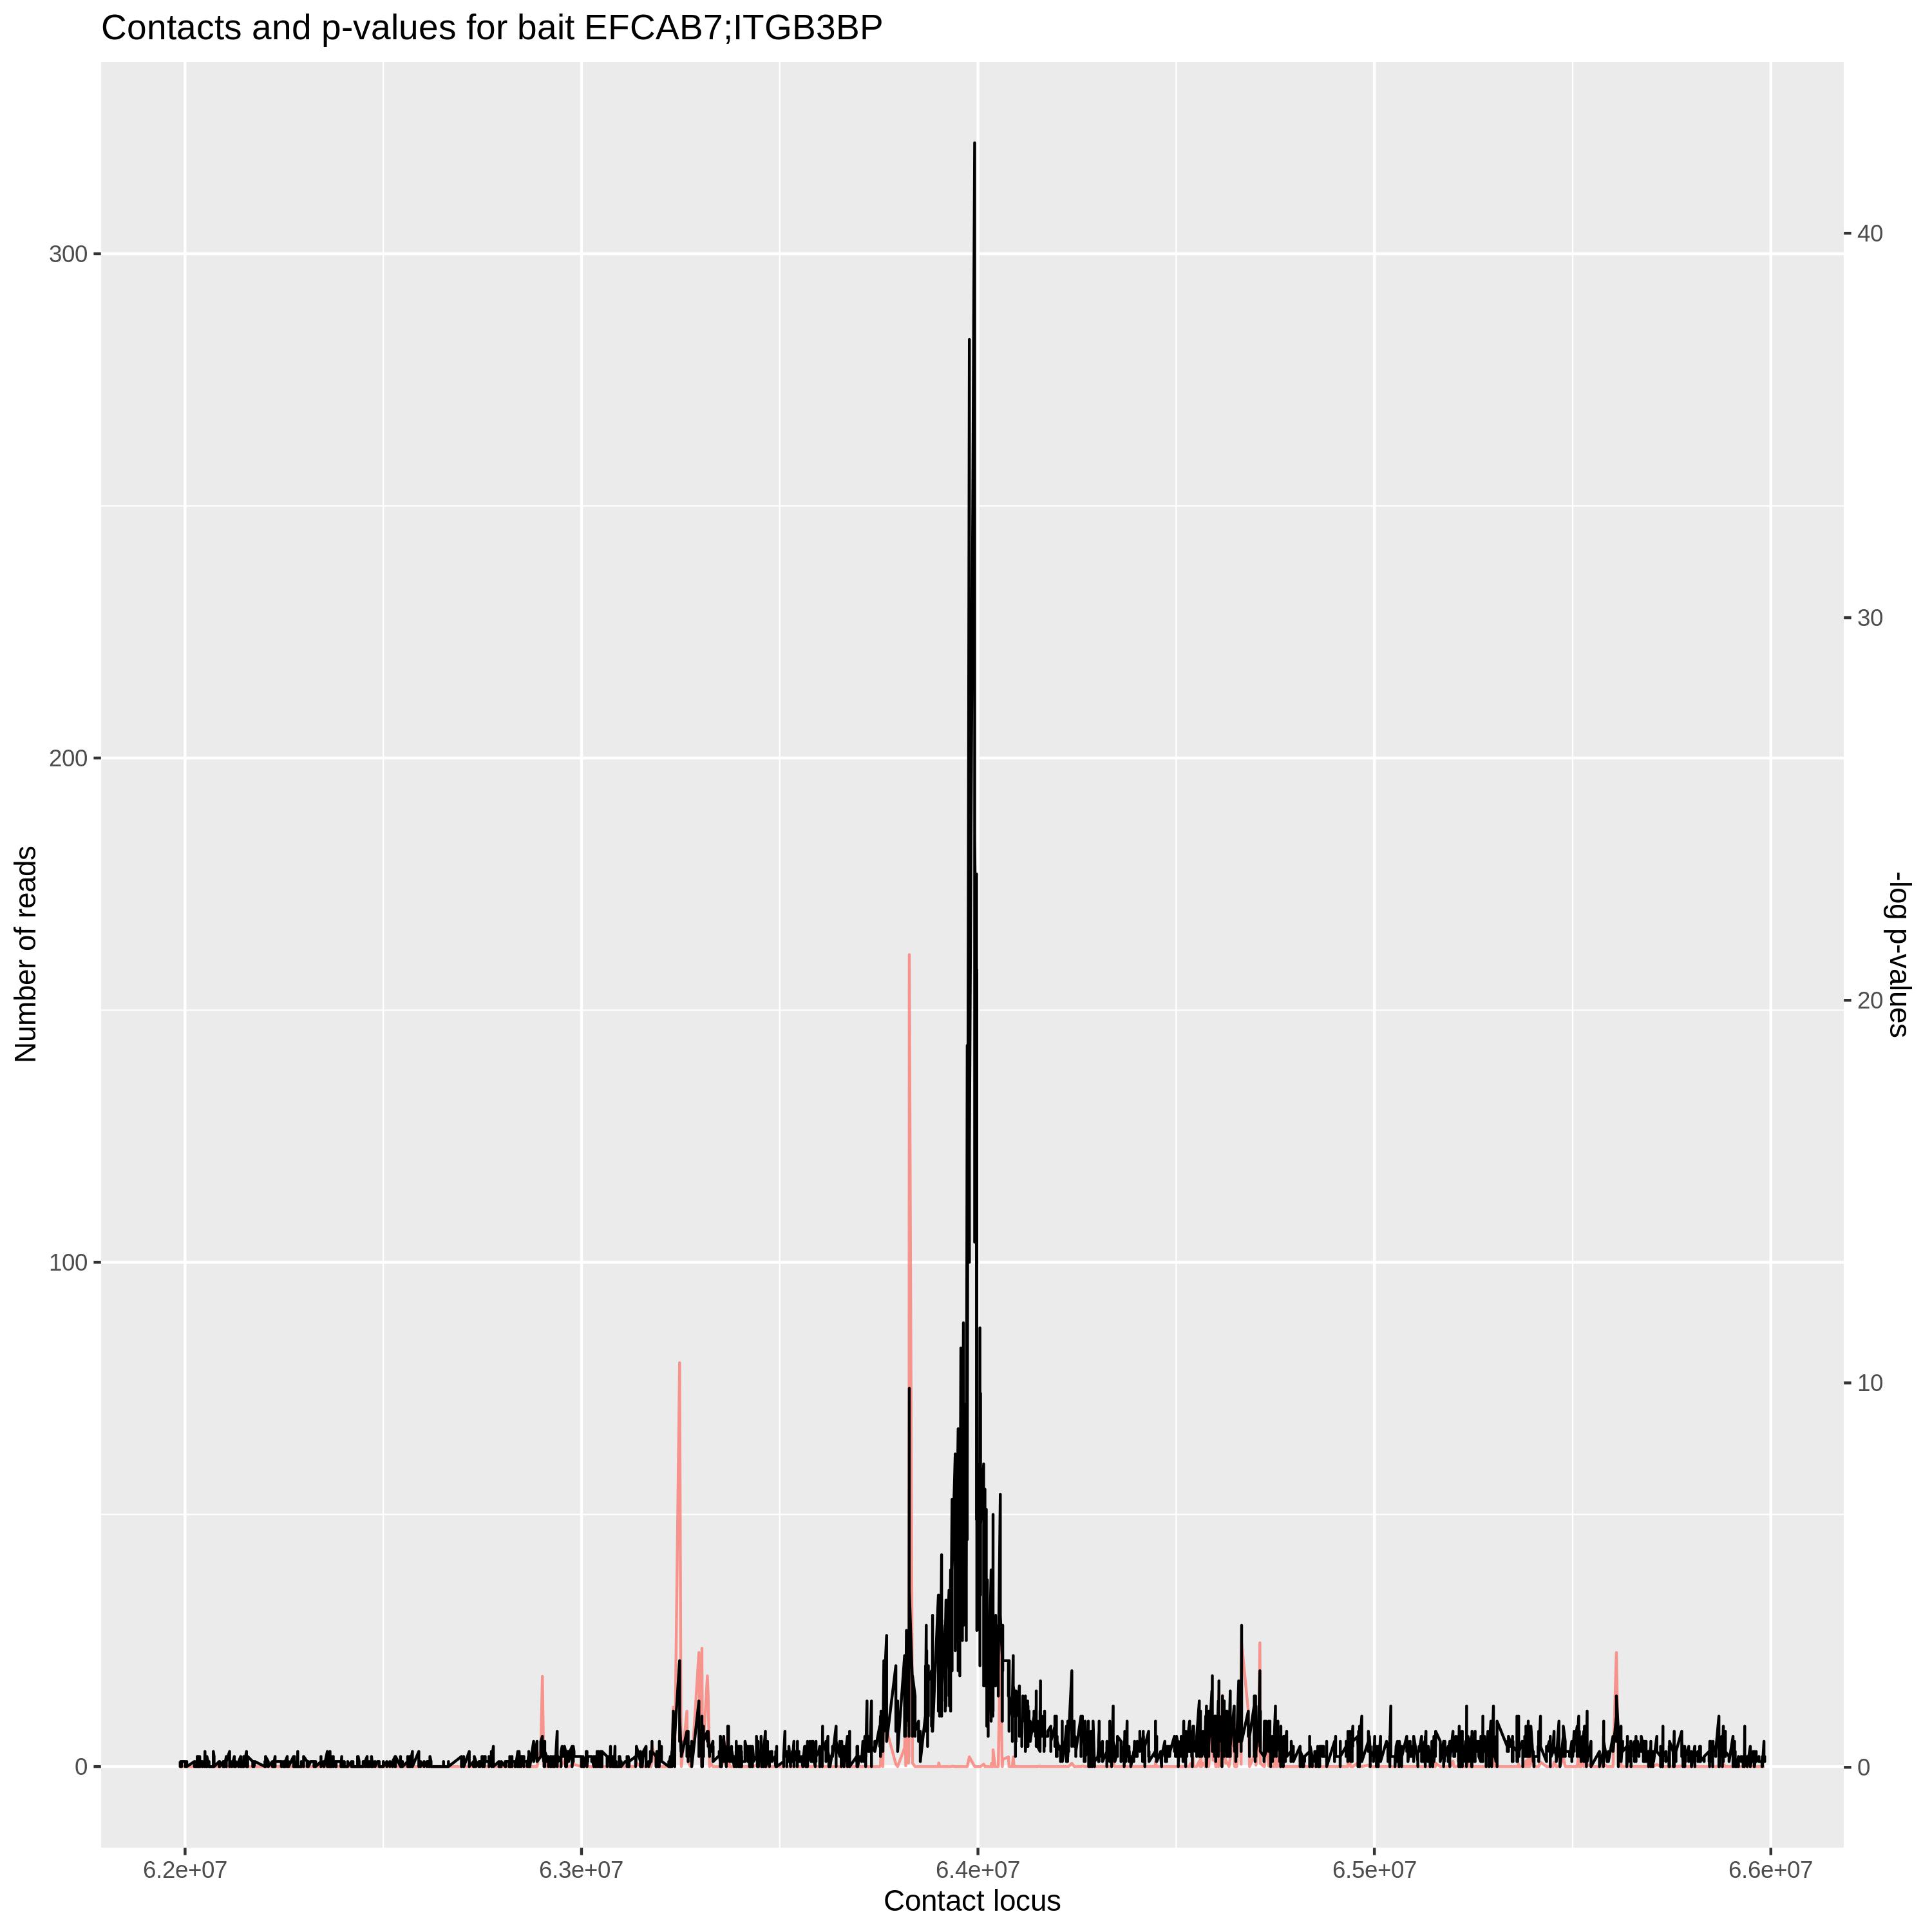 Contacts and p-values for bait EFCAB7;ITGB3BP
Number of reads
300
200
100
0
40
30
20
10
0
-log p-values
6.2e+07
6.3e+07
6.4e+07
6.5e+07
6.6e+07
Contact locus